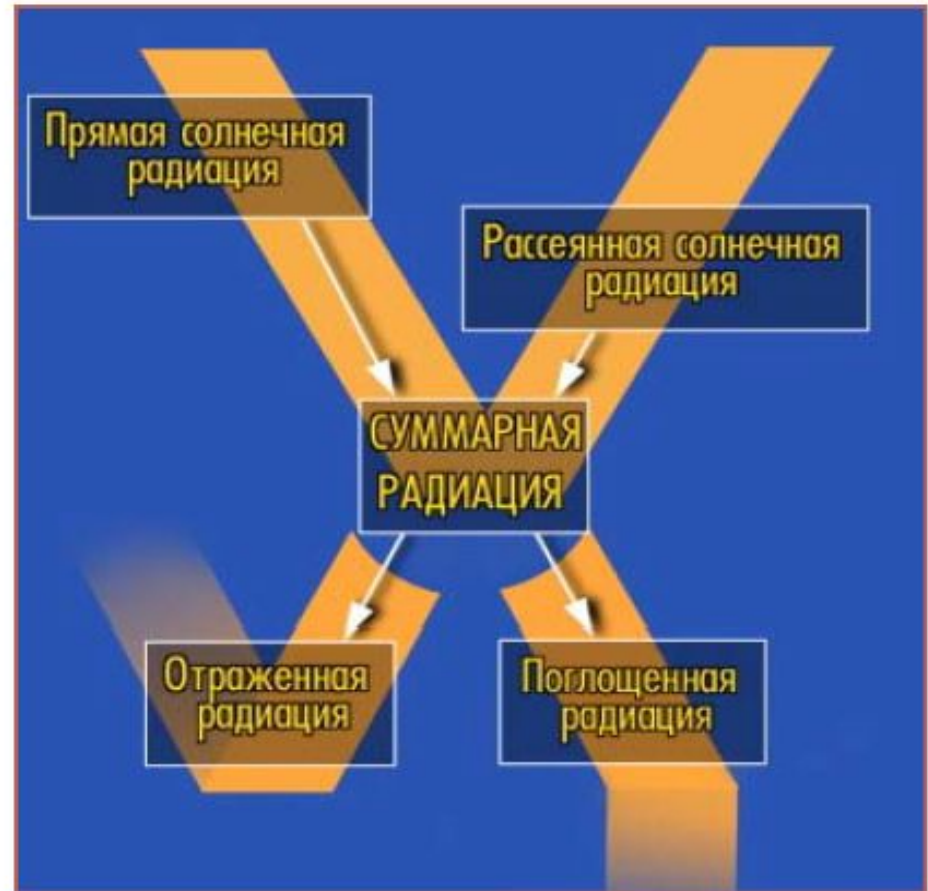 Прямая солнечная
радиация
Рассеянная солнечная
радиация
СУММАРНАЯ
РАДИАЦИЯ
Отраженная
радиация
Поглощенная
радиация